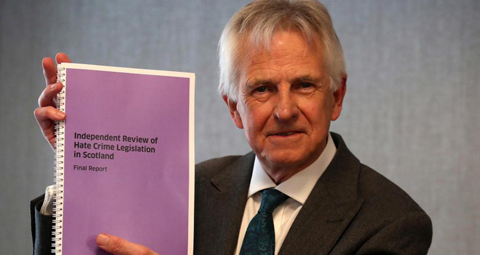 Independent Review of
Hate Crime Legislation
in Scotland
Final Report